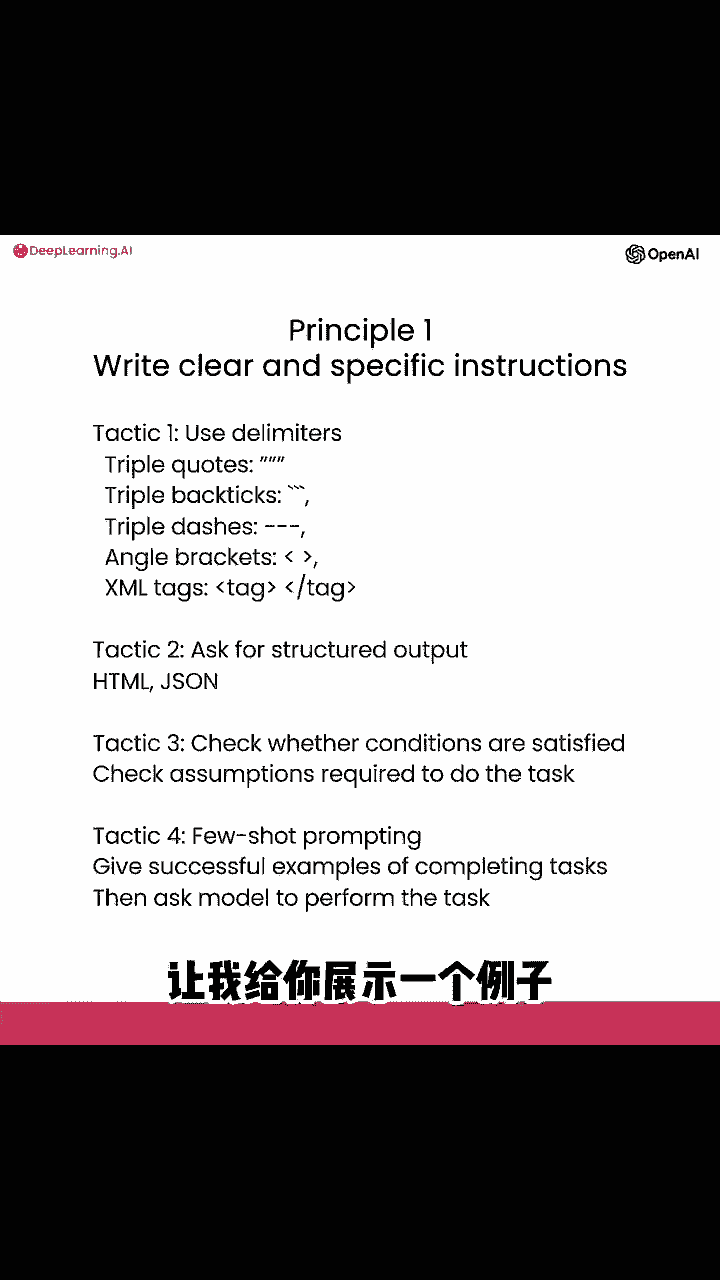 DeepLearning.AI
OpenAI
Principle 1
Write clear and specific instructions
Tactic 1: Use delimiters
Triple quotes: """
Triple backticks: ```,
Triple dashes: ---,
Angle brackets: < >,
XML tags: <tag> </tag>
Tactic 2: Ask for structured output
HTML, JSON
Tactic 3: Check whether conditions are satisfied
Check assumptions required to do the task
Tactic 4: Few-shot prompting
Give successful examples of completing tasks
Then ask model to perform the task
让我给你展示一个例子